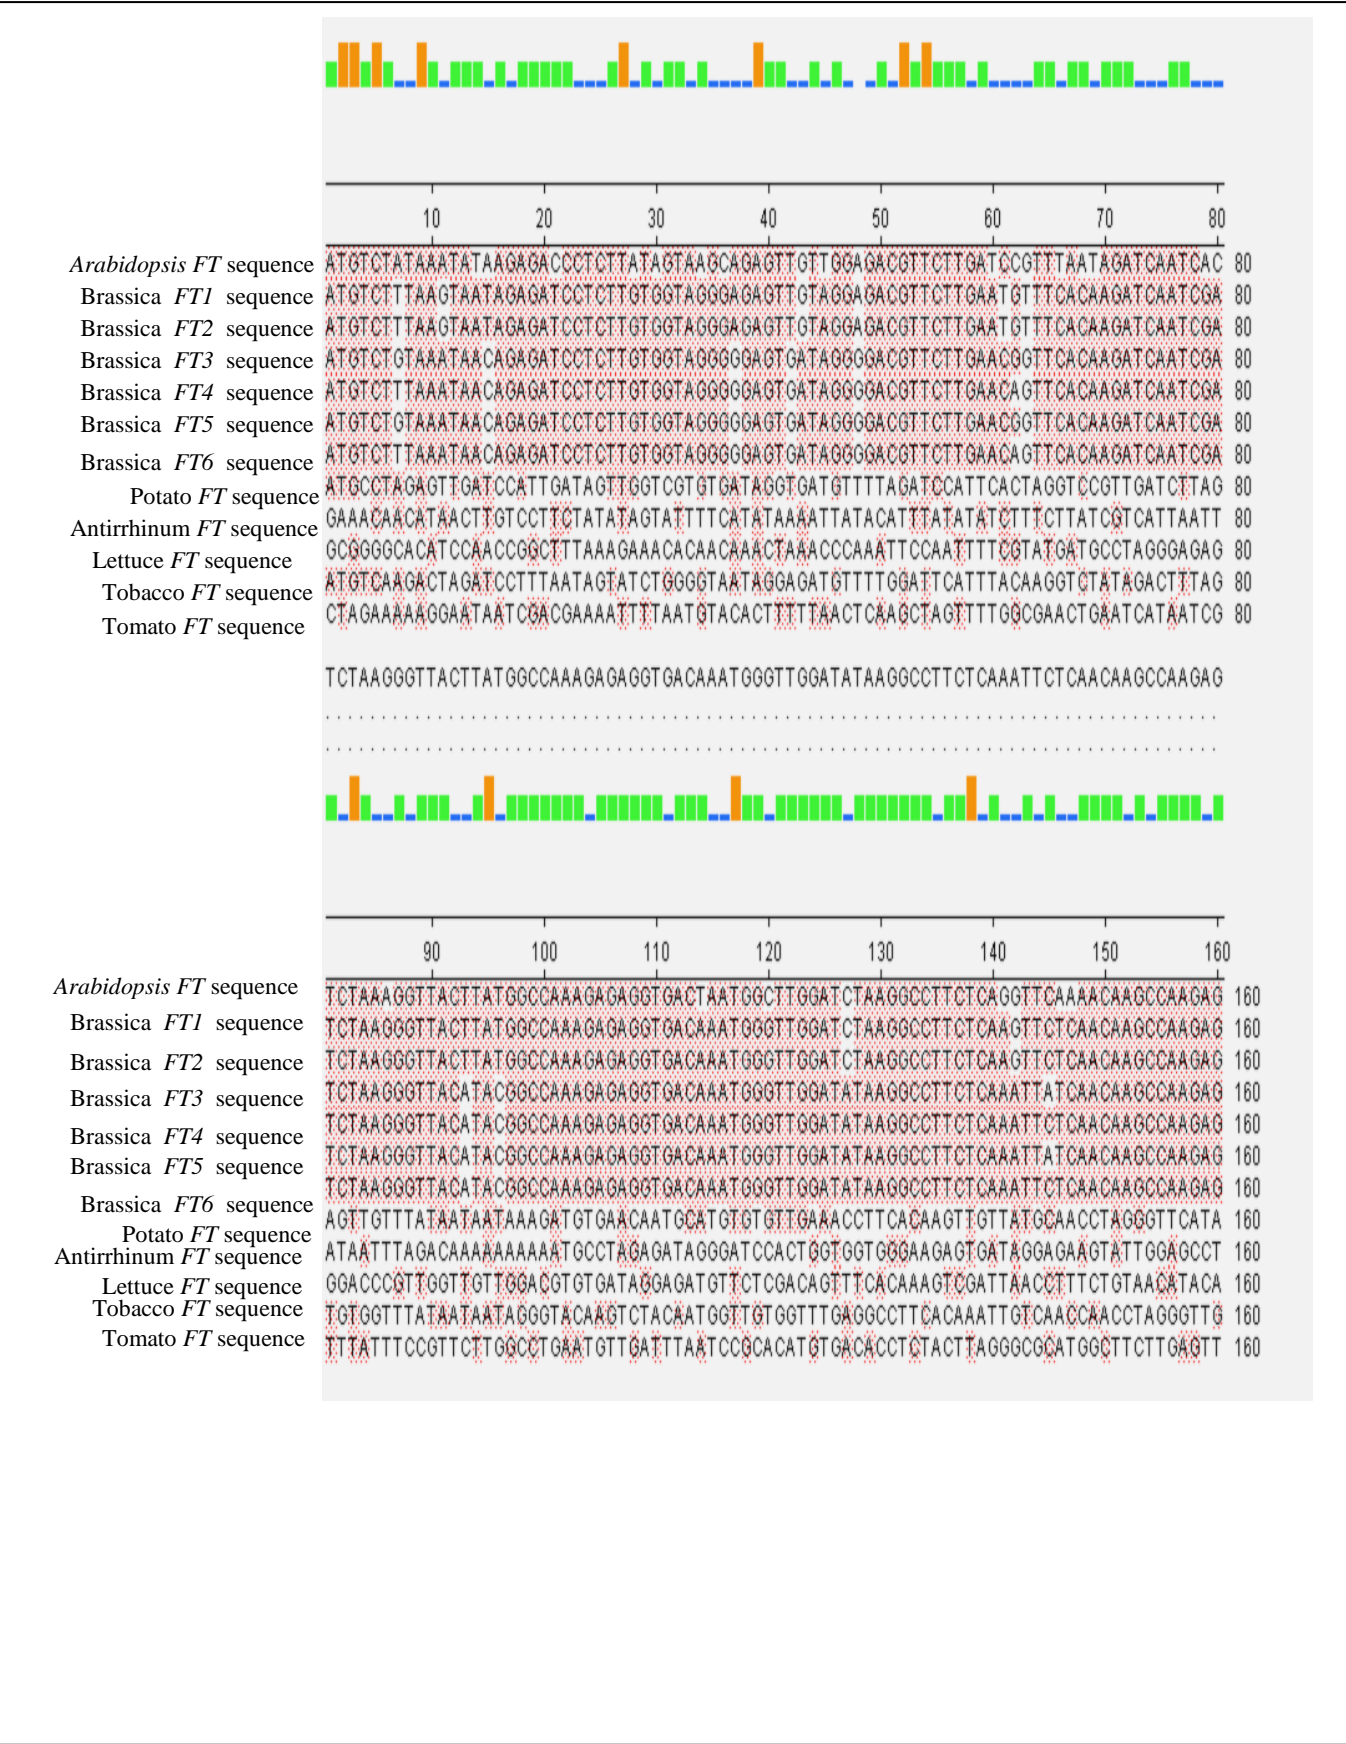 10 20 30 40 50 60 70 80
Arabidopsis FT sequence ATGTCTATAAATATAAGAGACCCTCTTATAGTAAGCAGAGTTGTTGGAGACGTTCTTGATCCGTTTAATAGATCAATCAC 80
Brassica FT1 sequence ATGTCTTTAAGTAATAGAGATCCTCTTGTGGTAGGGAGAGTTGTAGGAGACGTTCTTGAATGTTTCACAAGATCAATCGA 80
Brassica FT2 sequence ATGTCTTTAAGTAATAGAGATCCTCTTGTGGTAGGGAGAGTTGTAGGAGACGTTCTTGAATGTTTCACAAGATCAATCGA 80
Brassica FT3 sequence ATGTCTGTAAATAACAGAGATCCTCTTGTGGTAGGGGGAGTGATAGGGGACGTTCTTGAACGGTTCACAAGATCAATCGA 80
Brassica FT4 sequence ATGTCTTTAAATAACAGAGATCCTCTTGTGGTAGGGGGAGTGATAGGGGACGTTCTTGAACAGTTCACAAGATCAATCGA 80
Brassica FT5 sequence ATGTCTGTAAATAACAGAGATCCTCTTGTGGTAGGGGGAGTGATAGGGGACGTTCTTGAACGGTTCACAAGATCAATCGA 80
Brassica FT6 sequence ATGTCTTTAAATAACAGAGATCCTCTTGTGGTAGGGGGAGTGATAGGGGACGTTCTTGAACAGTTCACAAGATCAATCGA 80
Potato FT sequence ATGCCTAGAGTTGATCCATTGATAGTTGGTCGTGTGATAGGTGATGTTTTAGATCCATTCACTAGGTCCGTTGATCTTAG 80
Antirrhinum FT sequence GAAACAACATAACTTGTCCTTCTATATAGTATTTTCATATAAAATTATACATTTATATATCTTTCTTATCGTCATTAATT 80
Lettuce FT sequence GCGGGGCACATCCAACCGGCTTTAAAGAAACACAACAAACTAAACCCAAATTCCAATTTTCGTATGATGCCTAGGGAGAG 80
Tobacco FT sequence ATGTCAAGACTAGATCCTTTAATAGTATCTGGGGTAATAGGAGATGTTTTGGATTCATTTACAAGGTCTATAGACTTTAG 80
Tomato FT sequence CTAGAAAAAGGAATAATCGACGAAAATTTTAATGTACACTTTTTAACTCAAGCTAGTTTTGGCGAACTGAATCATAATCG 80
TCTAAGGGTTACTTATGGCCAAAGAGAGGTGACAAATGGGTTGGATATAAGGCCTTCTCAAATTCTCAACAAGCCAAGAG
90 100 110 120 130 140 150 160
Arabidopsis FT sequence TCTAAAGGTTACTTATGGCCAAAGAGAGGTGACTAATGGCTTGGATCTAAGGCCTTCTCAGGTTCAAAACAAGCCAAGAG 160
Brassica FT1 sequence TCTAAGGGTTACTTATGGCCAAAGAGAGGTGACAAATGGGTTGGATCTAAGGCCTTCTCAAGTTCTCAACAAGCCAAGAG 160
Brassica FT2 sequence TCTAAGGGTTACTTATGGCCAAAGAGAGGTGACAAATGGGTTGGATCTAAGGCCTTCTCAAGTTCTCAACAAGCCAAGAG 160
Brassica FT3 sequence TCTAAGGGTTACATACGGCCAAAGAGAGGTGACAAATGGGTTGGATATAAGGCCTTCTCAAATTATCAACAAGCCAAGAG 160
Brassica FT4 sequence TCTAAGGGTTACATACGGCCAAAGAGAGGTGACAAATGGGTTGGATATAAGGCCTTCTCAAATTCTCAACAAGCCAAGAG 160
Brassica FT5 sequence TCTAAGGGTTACATACGGCCAAAGAGAGGTGACAAATGGGTTGGATATAAGGCCTTCTCAAATTATCAACAAGCCAAGAG 160
Brassica FT6 sequence TCTAAGGGTTACATACGGCCAAAGAGAGGTGACAAATGGGTTGGATATAAGGCCTTCTCAAATTCTCAACAAGCCAAGAG 160
Potato FT sequence AGTTGTTTATAATAATAAAGATGTGAACAATGCATGTGTGTTGAAACCTTCACAAGTTGTTATGCAACCTAGGGTTCATA 160
Antirrhinum FT sequence ATAATTTAGACAAAAAAAAAATGCCTAGAGATAGGGATCCACTGGTGGTGGGAAGAGTGATAGGAGAAGTATTGGAGCCT 160
Lettuce FT sequence GGACCCGTTGGTTGTTGGACGTGTGATAGGAGATGTTCTCGACAGTTTCACAAAGTCGATTAACCTTTCTGTAACATACA 160
Tobacco FT sequence TGTGGTTTATAATAATAGGGTACAAGTCTACAATGGTTGTGGTTTGAGGCCTTCACAAATTGTCAACCAACCTAGGGTTG 160
Tomato FT sequence TTTATTTCCGTTCTTGGCCTGAATGTTGATTTAATCCGCACATGTGACACCTCTACTTAGGGCGCATGGCTTCTTGAGTT 160